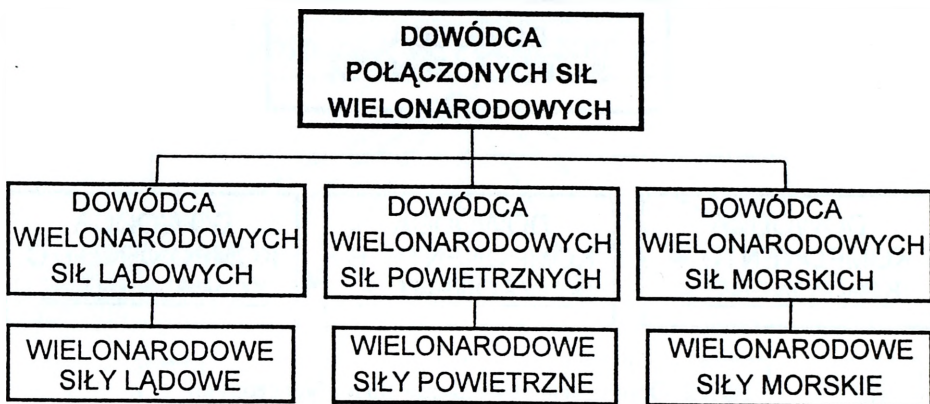 DOWÓDCA
POŁĄCZONYCH SIŁ
WIELONARODOWYCH
DOWÓDCA
WIELONARODOWYCH
SIŁ LĄDOWYCH
DOWÓDCA
WIELONARODOWYCH
SIŁ POWIETRZNYCH
DOWÓDCA
WIELONARODOWYCH
SIŁ MORSKICH
WIELONARODOWE
SIŁY LĄDOWE
WIELONARODOWE
SIŁY POWIETRZNE
WIELONARODOWE
SIŁY MORSKIE